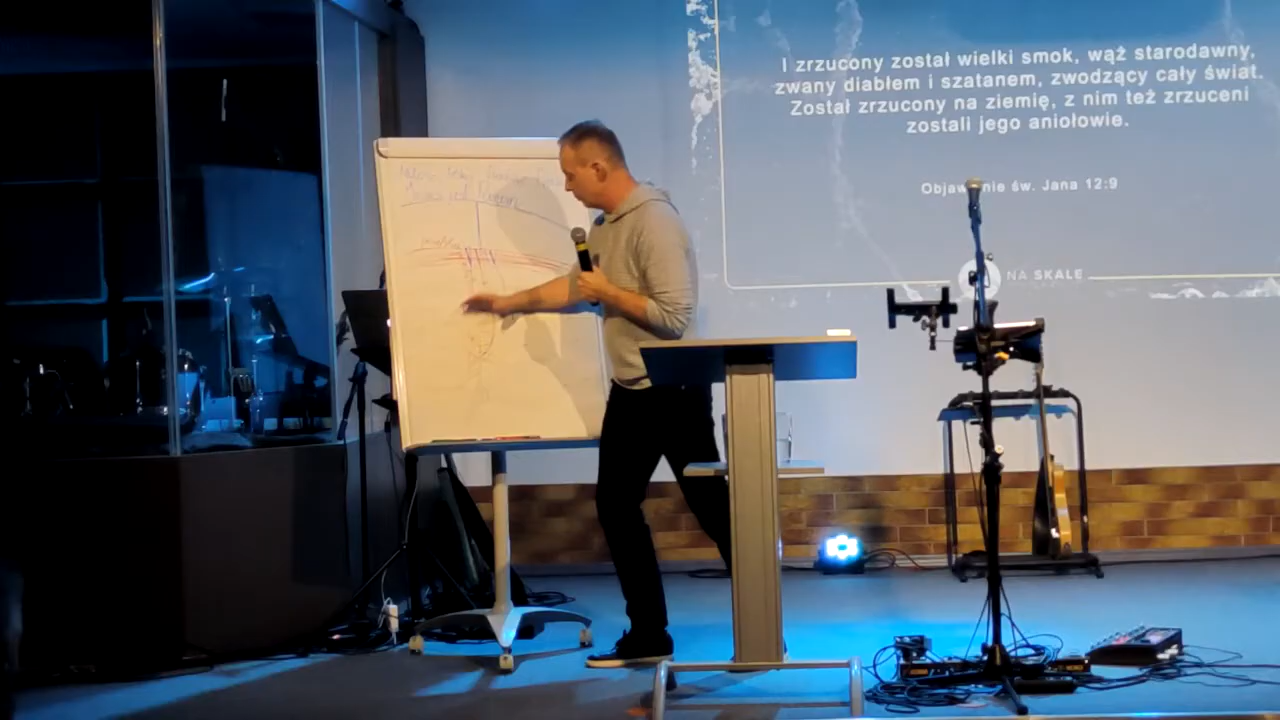 I zrzucony został wielki smok, wąż starodawny,
zwany diabłem i szatanem, zwodzący cały świat.
Został zrzucony na ziemię, z nim też zrzuceni
zostali jego aniołowie.
Objawienie św. Jana 12:9
NA SKALE